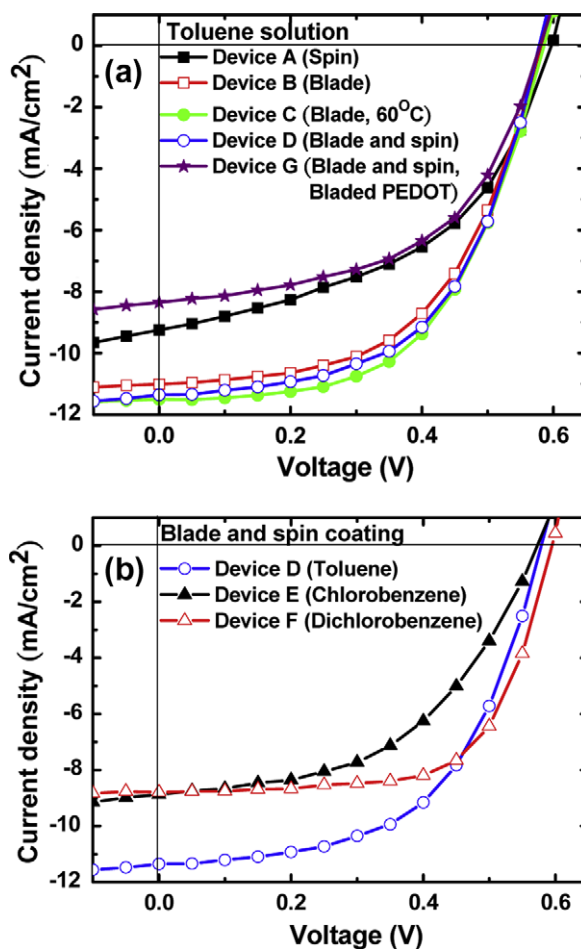 Toluene solution
(a)
Device A (Spin)
Device B (Blade)
Device C (Blade, 60°C)
Device D (Blade and spin)
Device G (Blade and spin,
Bladed PEDOT)
Current density (mA/cm²)
0
-2
-4
-6
-8
-10
-12
0.0 0.2 0.4 0.6
Voltage (V)
Blade and spin coating
(b)
Device D (Toluene)
Device E (Chlorobenzene)
Device F (Dichlorobenzene)
Current density (mA/cm²)
0
-2
-4
-6
-8
-10
-12
0.0 0.2 0.4 0.6
Voltage (V)